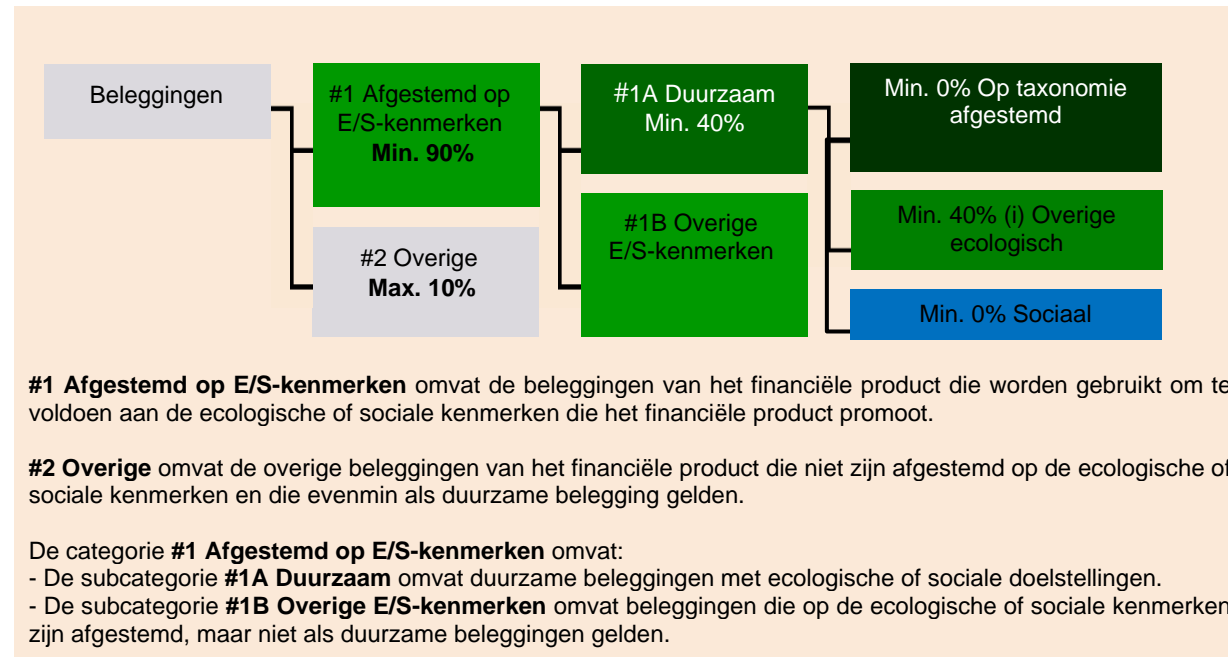 Beleggingen
#1 Afgestemd op
E/S-kenmerken
Min. 90%
#2 Overige
Max. 10%
#1A Duurzaam
Min. 40%
#1B Overige
E/S-kenmerken
Min. 0% Op taxonomie
afgestemd
Min. 40% (i) Overige
ecologisch
Min. 0% Sociaal
#1 Afgestemd op E/S-kenmerken omvat de beleggingen van het financiële product die worden gebruikt om te
voldoen aan de ecologische of sociale kenmerken die het financiële product promoot.
#2 Overige omvat de overige beleggingen van het financiële product die niet zijn afgestemd op de ecologische of
sociale kenmerken en die evenmin als duurzame belegging gelden.
De categorie #1 Afgestemd op E/S-kenmerken omvat:
- De subcategorie #1A Duurzaam omvat duurzame beleggingen met ecologische of sociale doelstellingen.
- De subcategorie #1B Overige E/S-kenmerken omvat beleggingen die op de ecologische of sociale kenmerken
zijn afgestemd, maar niet als duurzame beleggingen gelden.